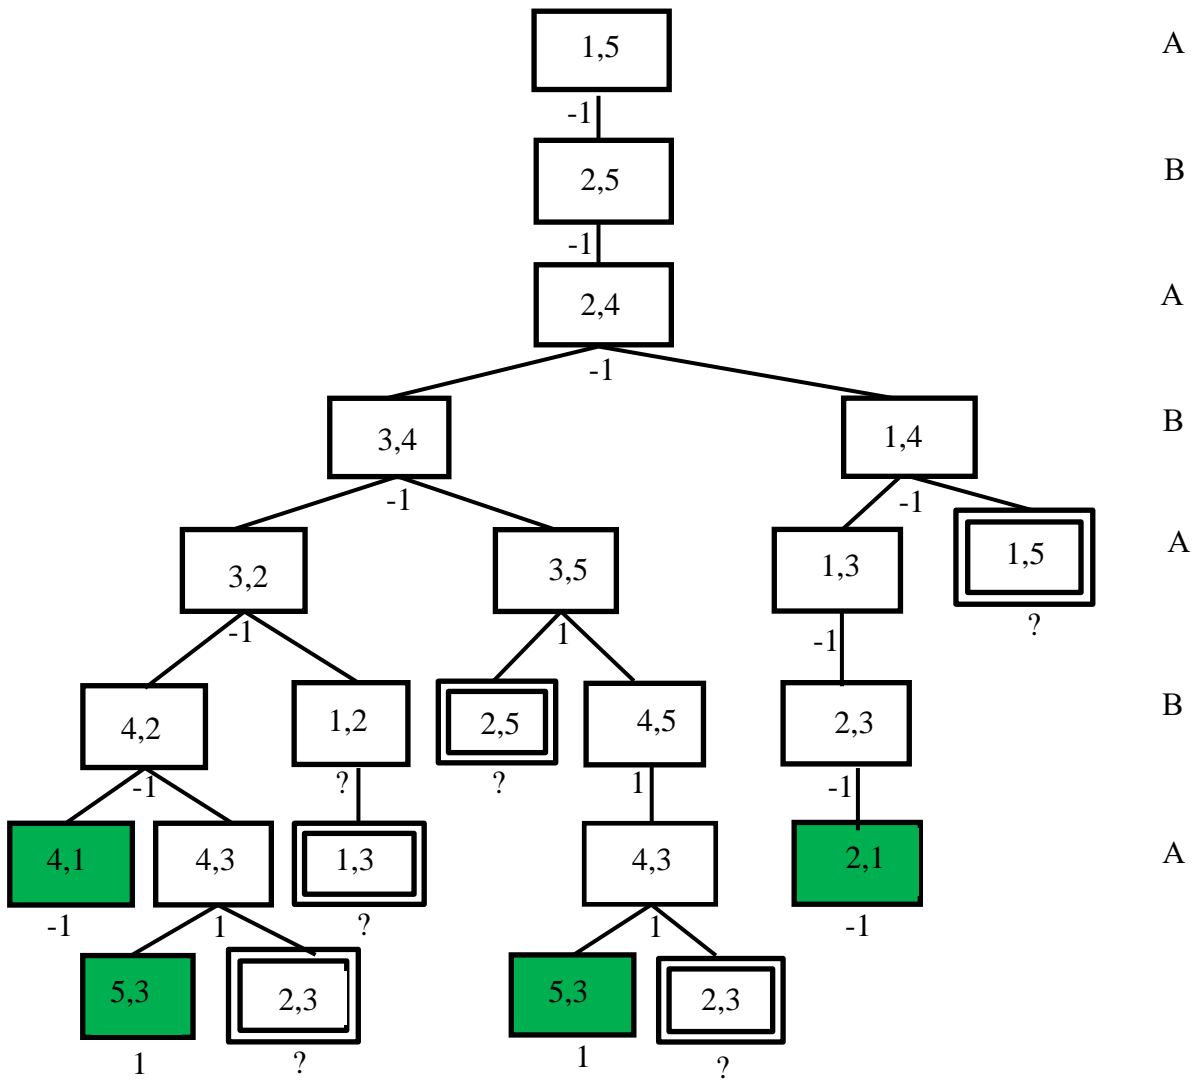 1,5 A
-1
2,5 B
-1
2,4 A
-1
3,4 1,4 B
-1 -1
3,2 3,5 1,3 1,5 A
-1 1 -1 ?
4,2 1,2 2,5 4,5 2,3 B
-1 ? ? 1 -1
4,1 4,3 1,3 4,3 2,1 A
-1 1 ? 1 -1
5,3 2,3 5,3 2,3
1 ? 1 ?